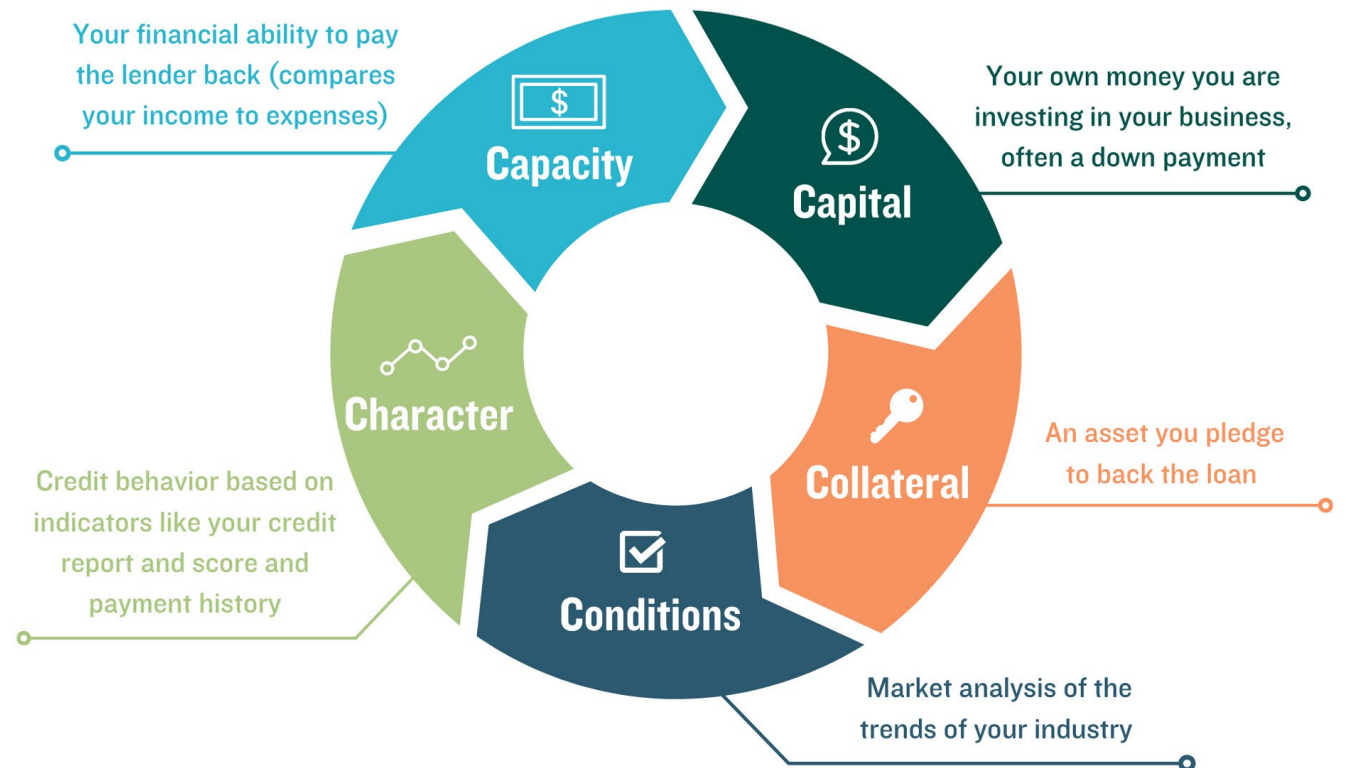 Your financial ability to pay
the lender back (compares
your income to expenses)
$
Capacity
Your own money you are
investing in your business,
often a down payment
$
Capital
An asset you pledge
to back the loan
Collateral
Market analysis of the
trends of your industry
Conditions
Credit behavior based on
indicators like your credit
report and score and
payment history
Character